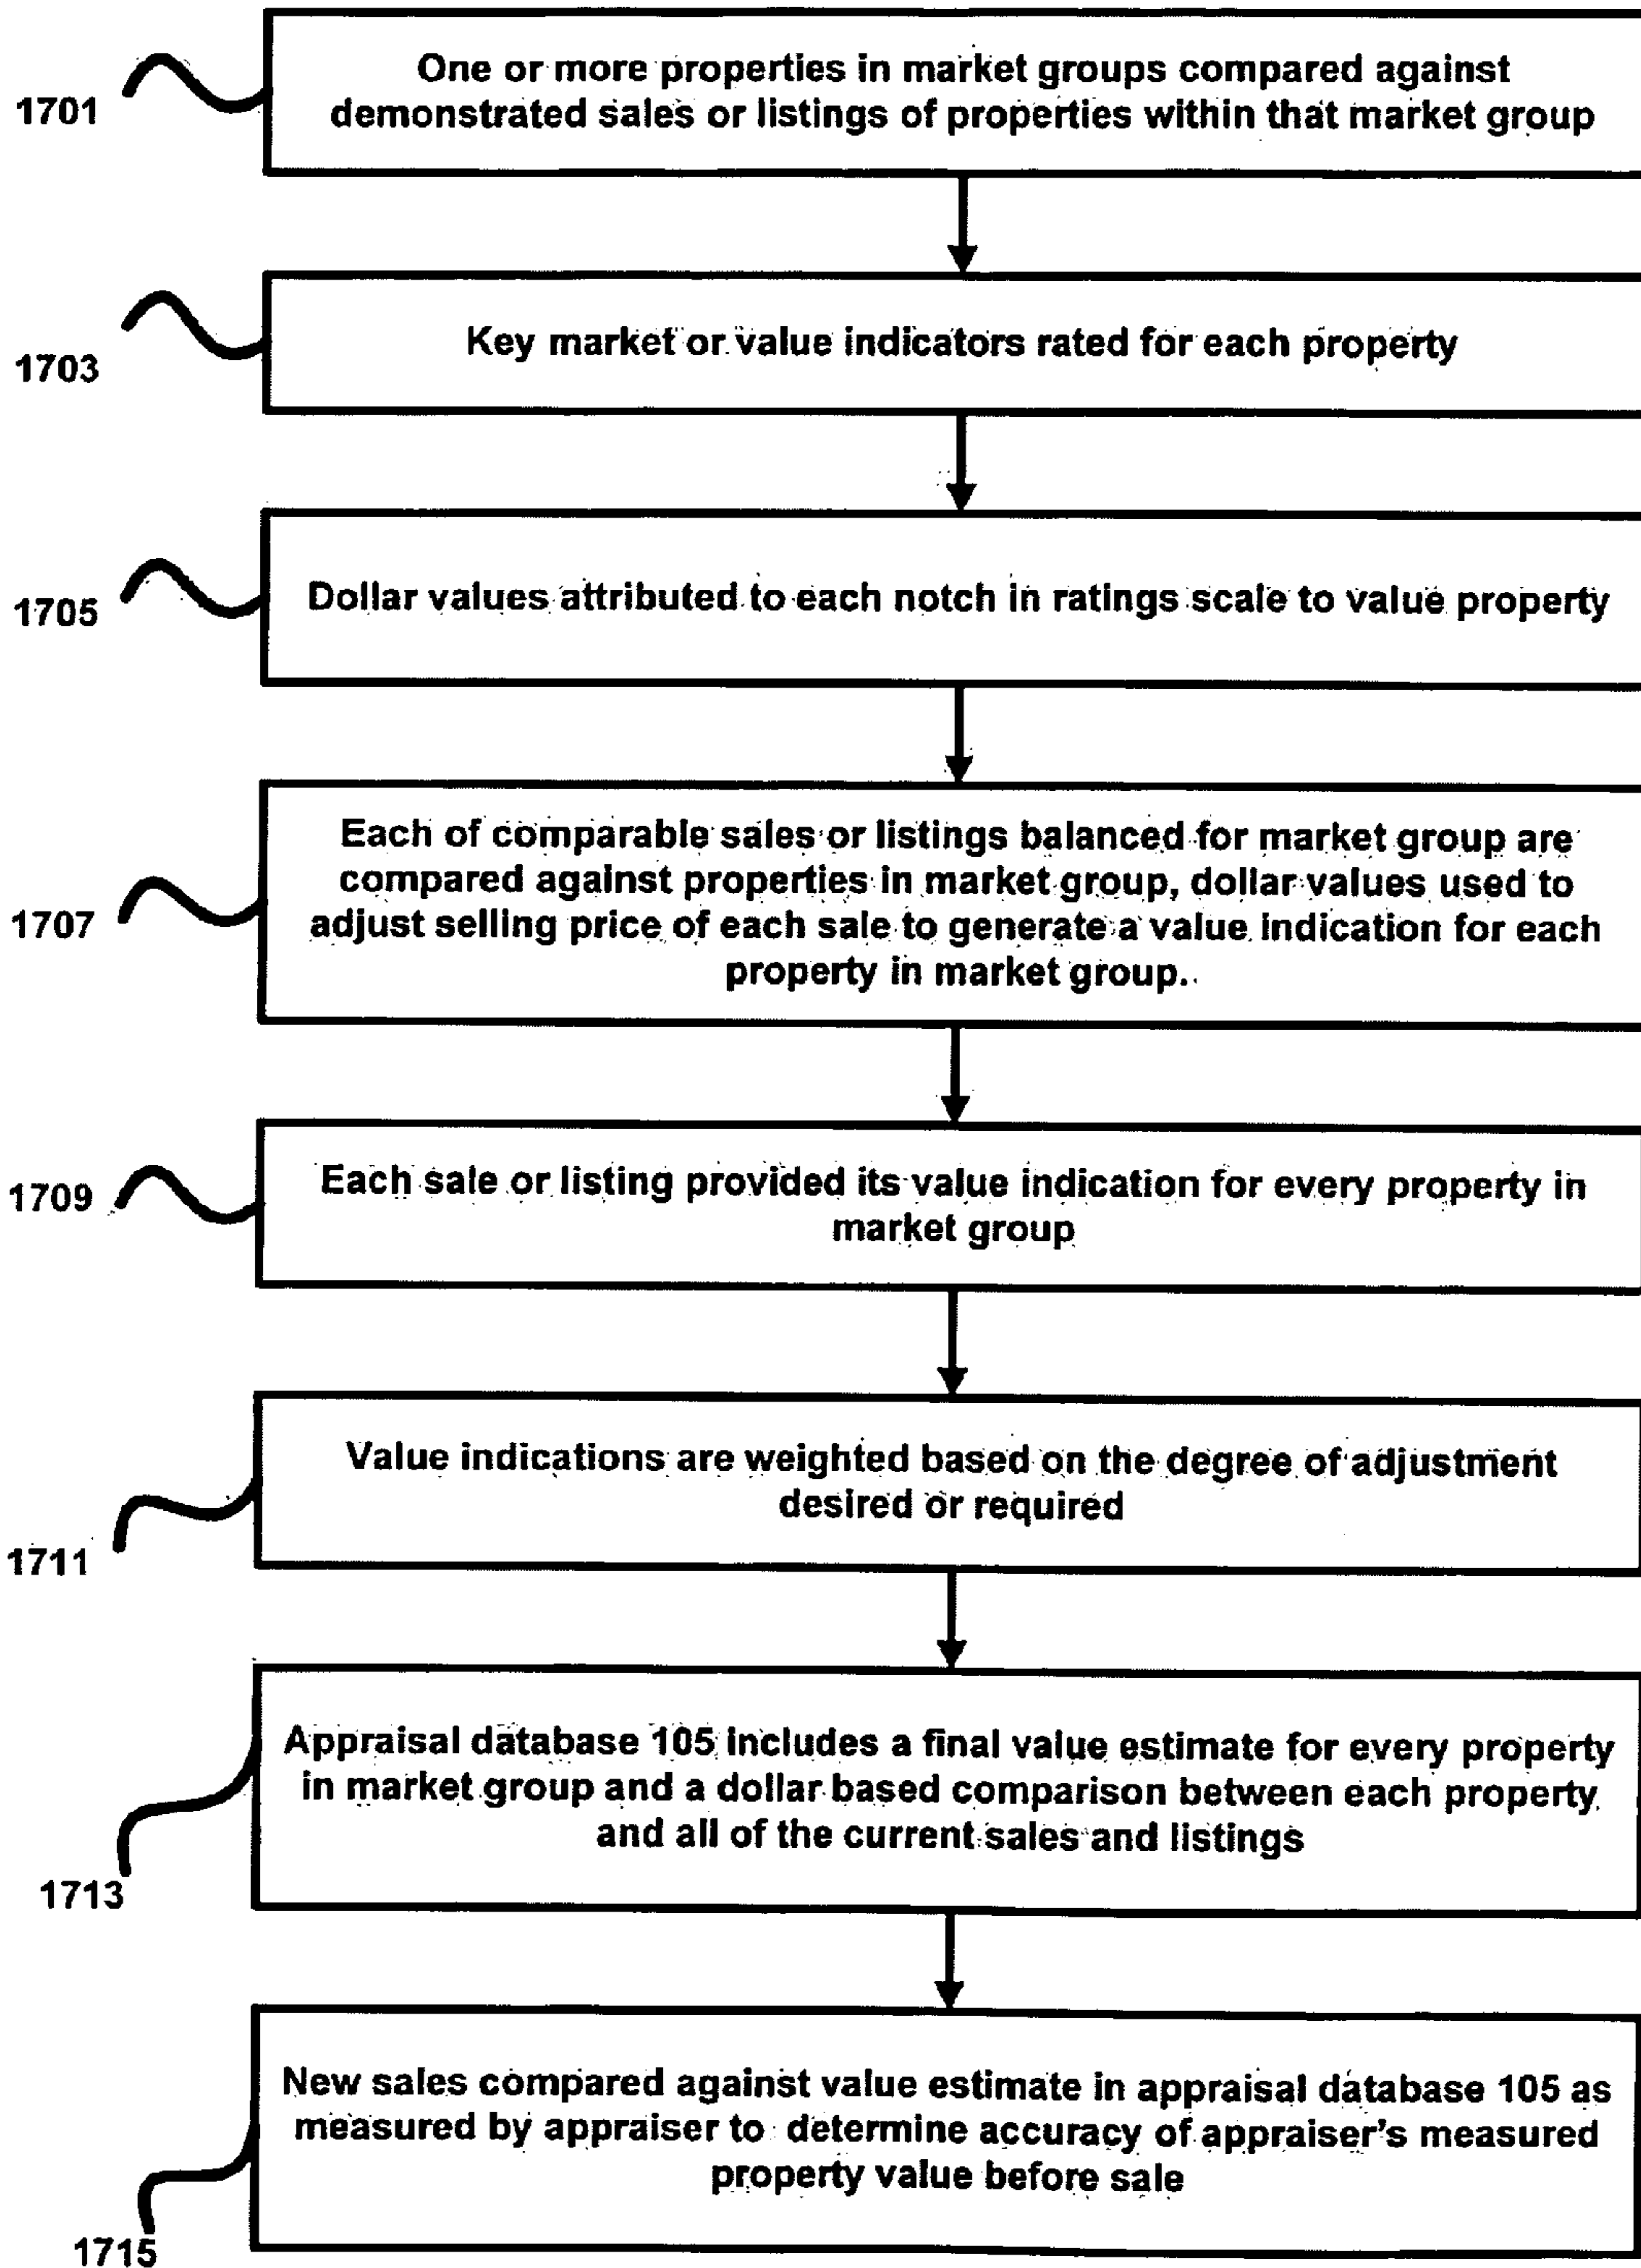 One or more properties in market groups compared against
demonstrated sales or listings of properties within that market group
1701
Key market or value indicators rated for each property
1703
Dollar values attributed to each notch in ratings scale to value property
1705
Each of comparable sales or listings balanced for market group are
compared against properties in market group, dollar values used to
adjust selling price of each sale to generate a value indication for each
property in market group.
1707
Each sale or listing provided its value indication for every property in
market group
1709
Value indications are weighted based on the degree of adjustment
desired or required
1711
Appraisal database 105 includes a final value estimate for every property
in market group and a dollar based comparison between each property
and all of the current sales and listings
1713
New sales compared against value estimate in appraisal database 105 as
measured by appraiser to determine accuracy of appraiser's measured
property value before sale
1715